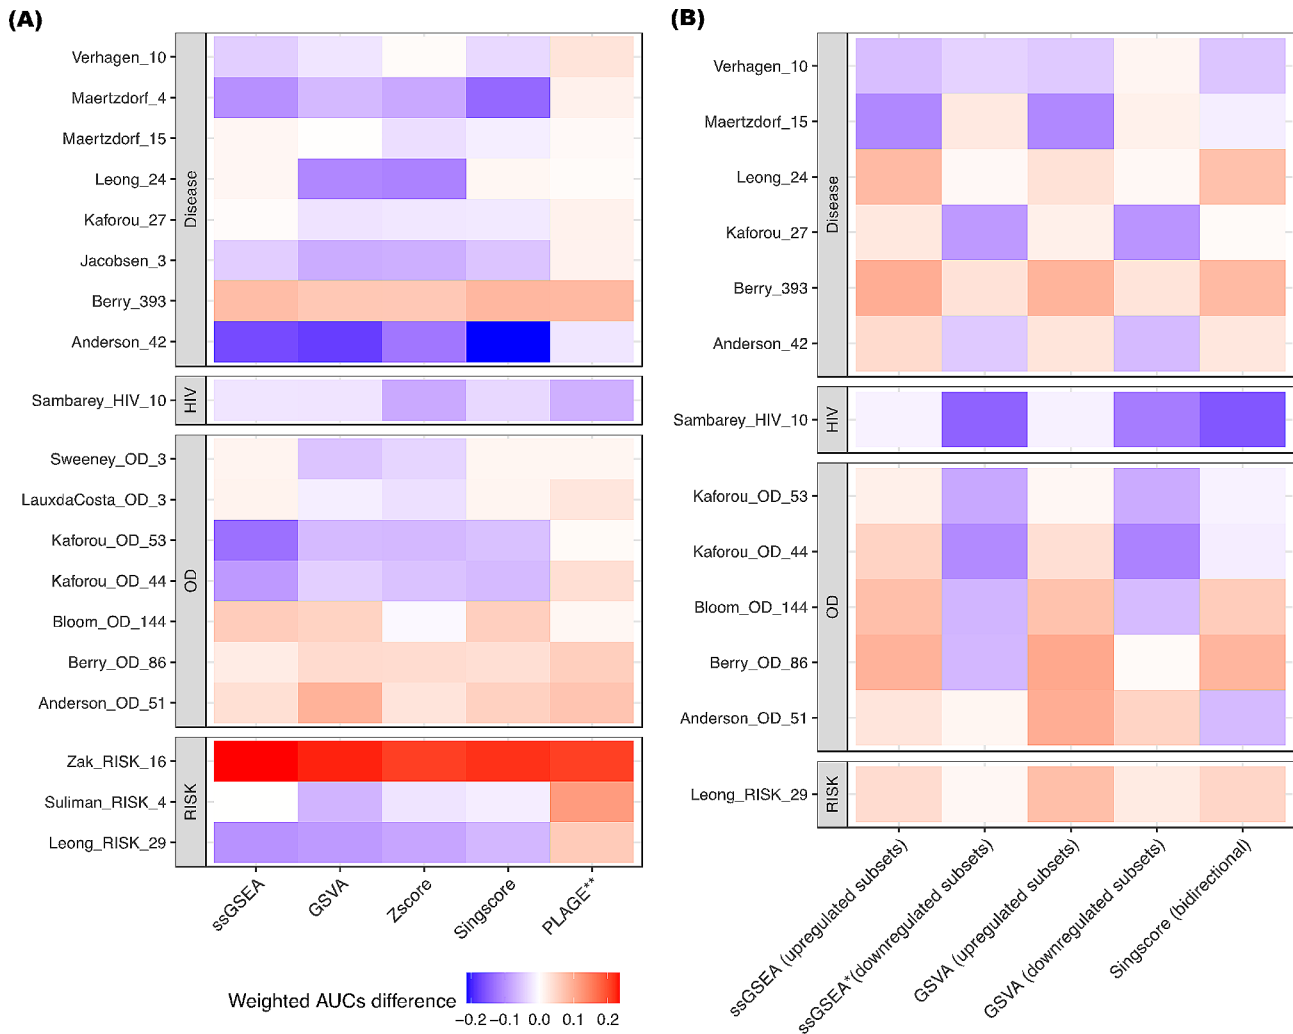 (A)
Verhagen_10
Maertzdorf_4
Maertzdorf_15
Leong_24
Kaforou_27
Jacobsen_3
Berry_393
Anderson_42
Disease
Sambarey_HIV_10
HIV
Sweeney_OD_3
LauxdaCosta_OD_3
Kaforou_OD_53
Kaforou_OD_44
Bloom_OD_144
Berry_OD_86
Anderson_OD_51
OD
Zak_RISK_16
Suliman_RISK_4
Leong_RISK_29
RISK
ssGSEA
GSVA
Zscore
Singscore
PLAGE**
Weighted AUCs difference
−0.2 −0.1 0.0 0.1 0.2
(B)
Verhagen_10
Maertzdorf_15
Leong_24
Kaforou_27
Berry_393
Anderson_42
Disease
Sambarey_HIV_10
HIV
Kaforou_OD_53
Kaforou_OD_44
Bloom_OD_144
Berry_OD_86
Anderson_OD_51
OD
Leong_RISK_29
RISK
ssGSEA (upregulated subsets)
ssGSEA*(downregulated subsets)
GSVA (upregulated subsets)
GSVA (downregulated subsets)
Singscore (bidirectional)